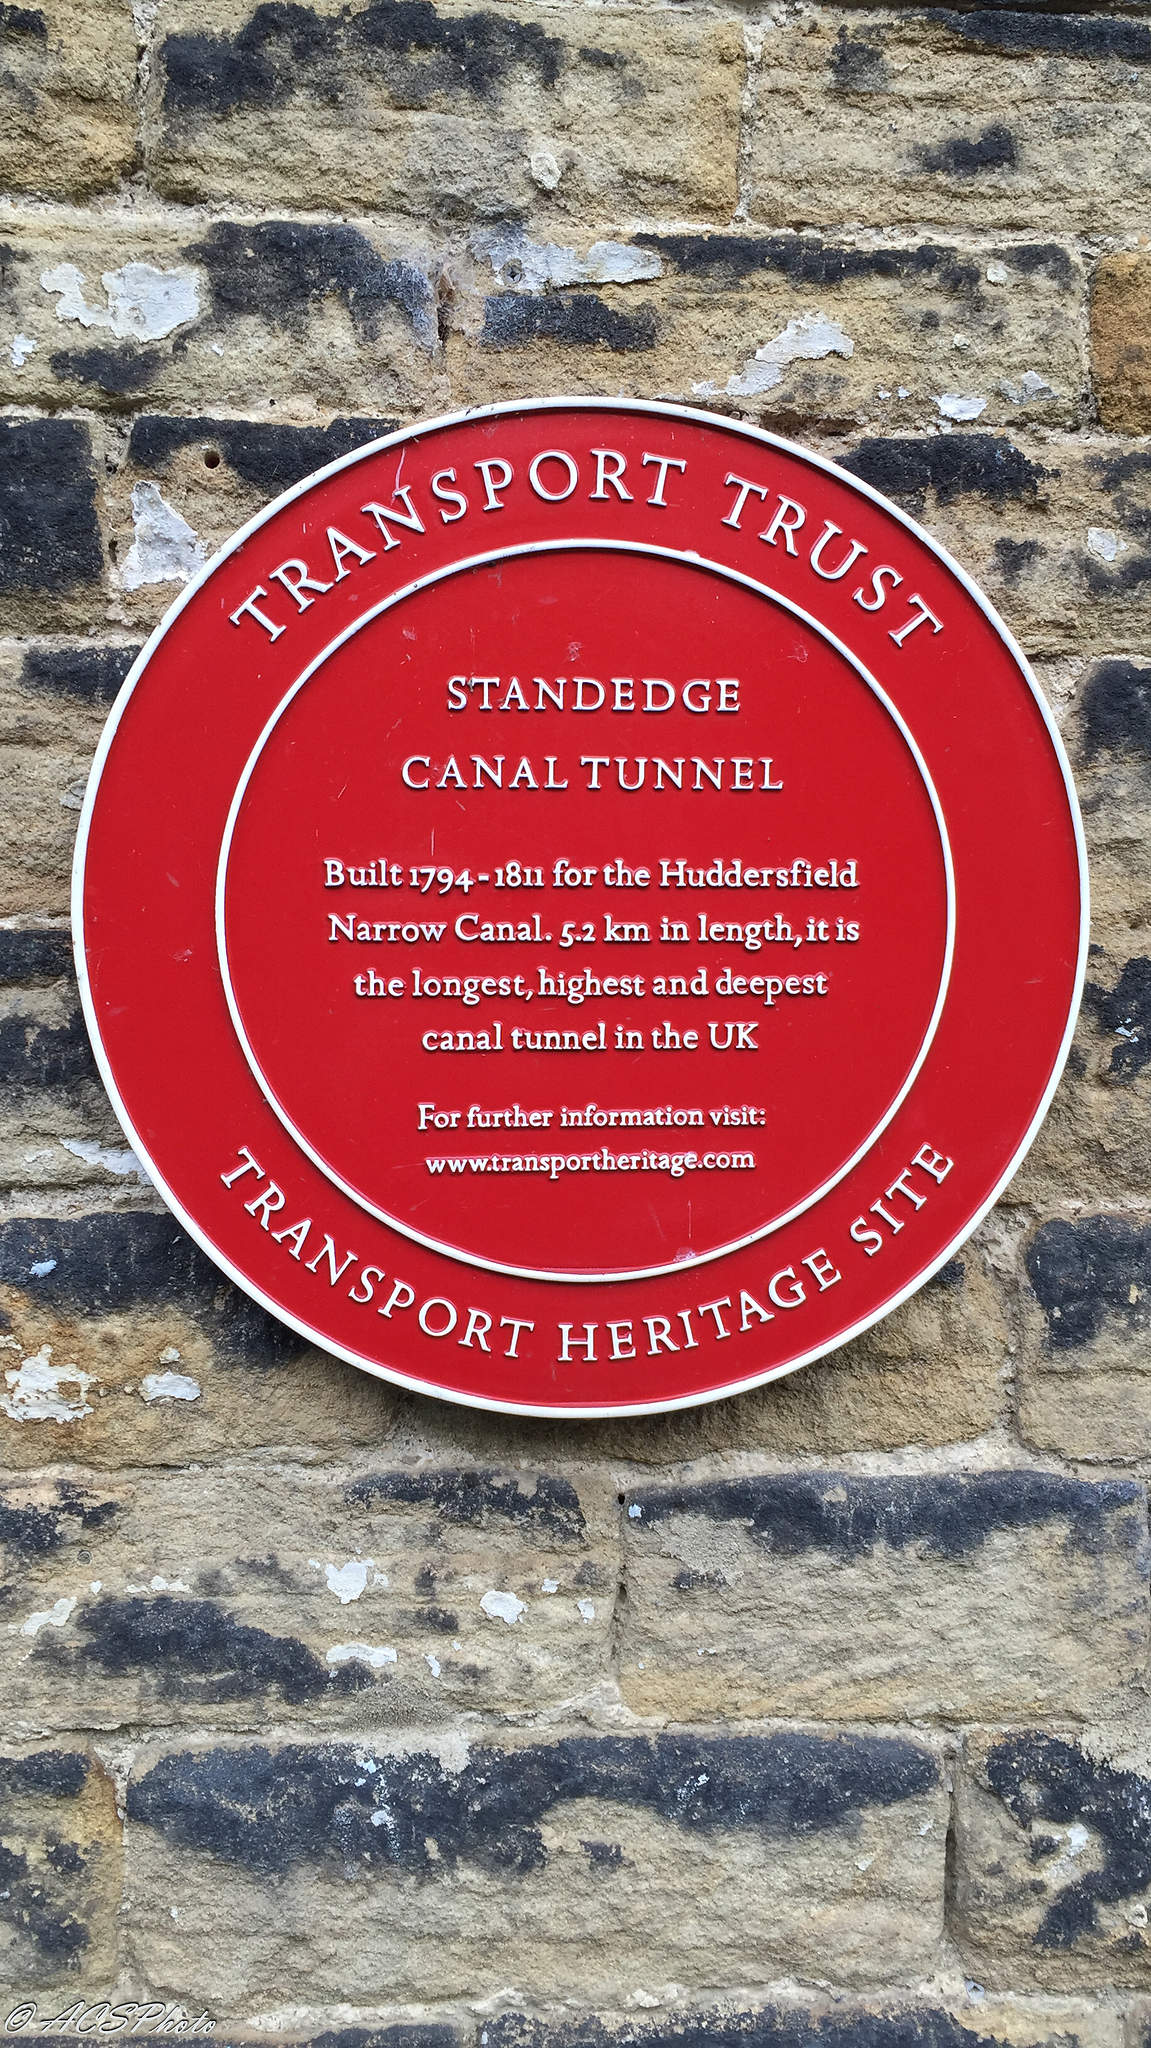 TRANSPORT TRUST
STANDEDGE
CANAL TUNNEL
Built 1794-1811 for the Huddersfield
Narrow Canal. 5.2 km in length, it is
the longest, highest and deepest
canal tunnel in the UK
For further information visit:
www.transportheritage.com
TRANSPORT HERITAGE SITE
© ACSPhoto